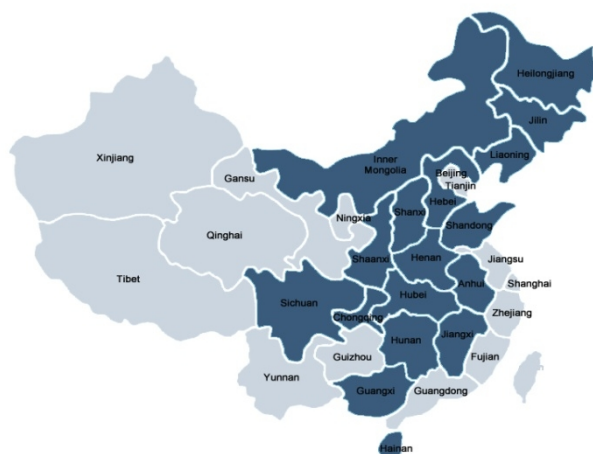 Heilongjiang
Jilin
Liaoning
Inner
Mongolia
Xinjiang
Gansu
Beijing
Tianjin
Hebei
Ningxia
Shanxi
Shandong
Qinghai
Shaanxi
Henan
Jiangsu
Tibet
Anhui
Shanghai
Sichuan
Hubei
Chongqing
Zhejiang
Hunan
Jiangxi
Guizhou
Fujian
Yunnan
Guangxi
Guangdong
Hainan